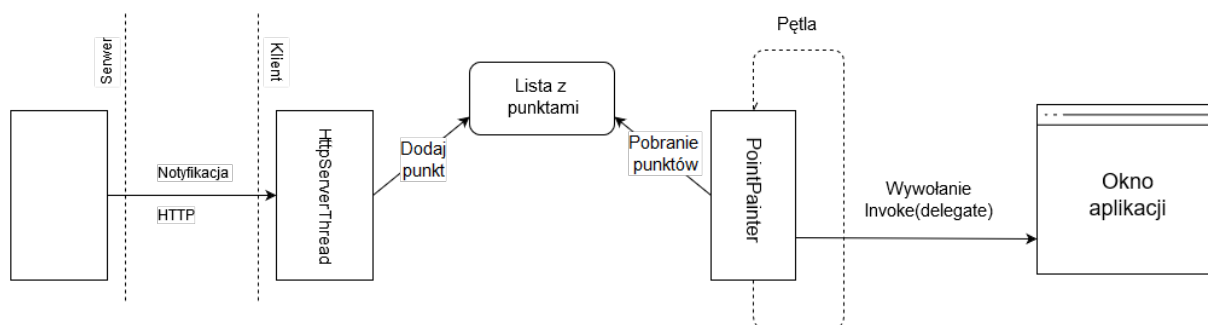 Pętla
Serwer
Klient
Lista z
punktami
Notyfikacja
HTTP
HttpServerThread
Dodaj
punkt
Pobranie
punktów
PointPainter
Wywołanie
Invoke(delegate)
Okno
aplikacji